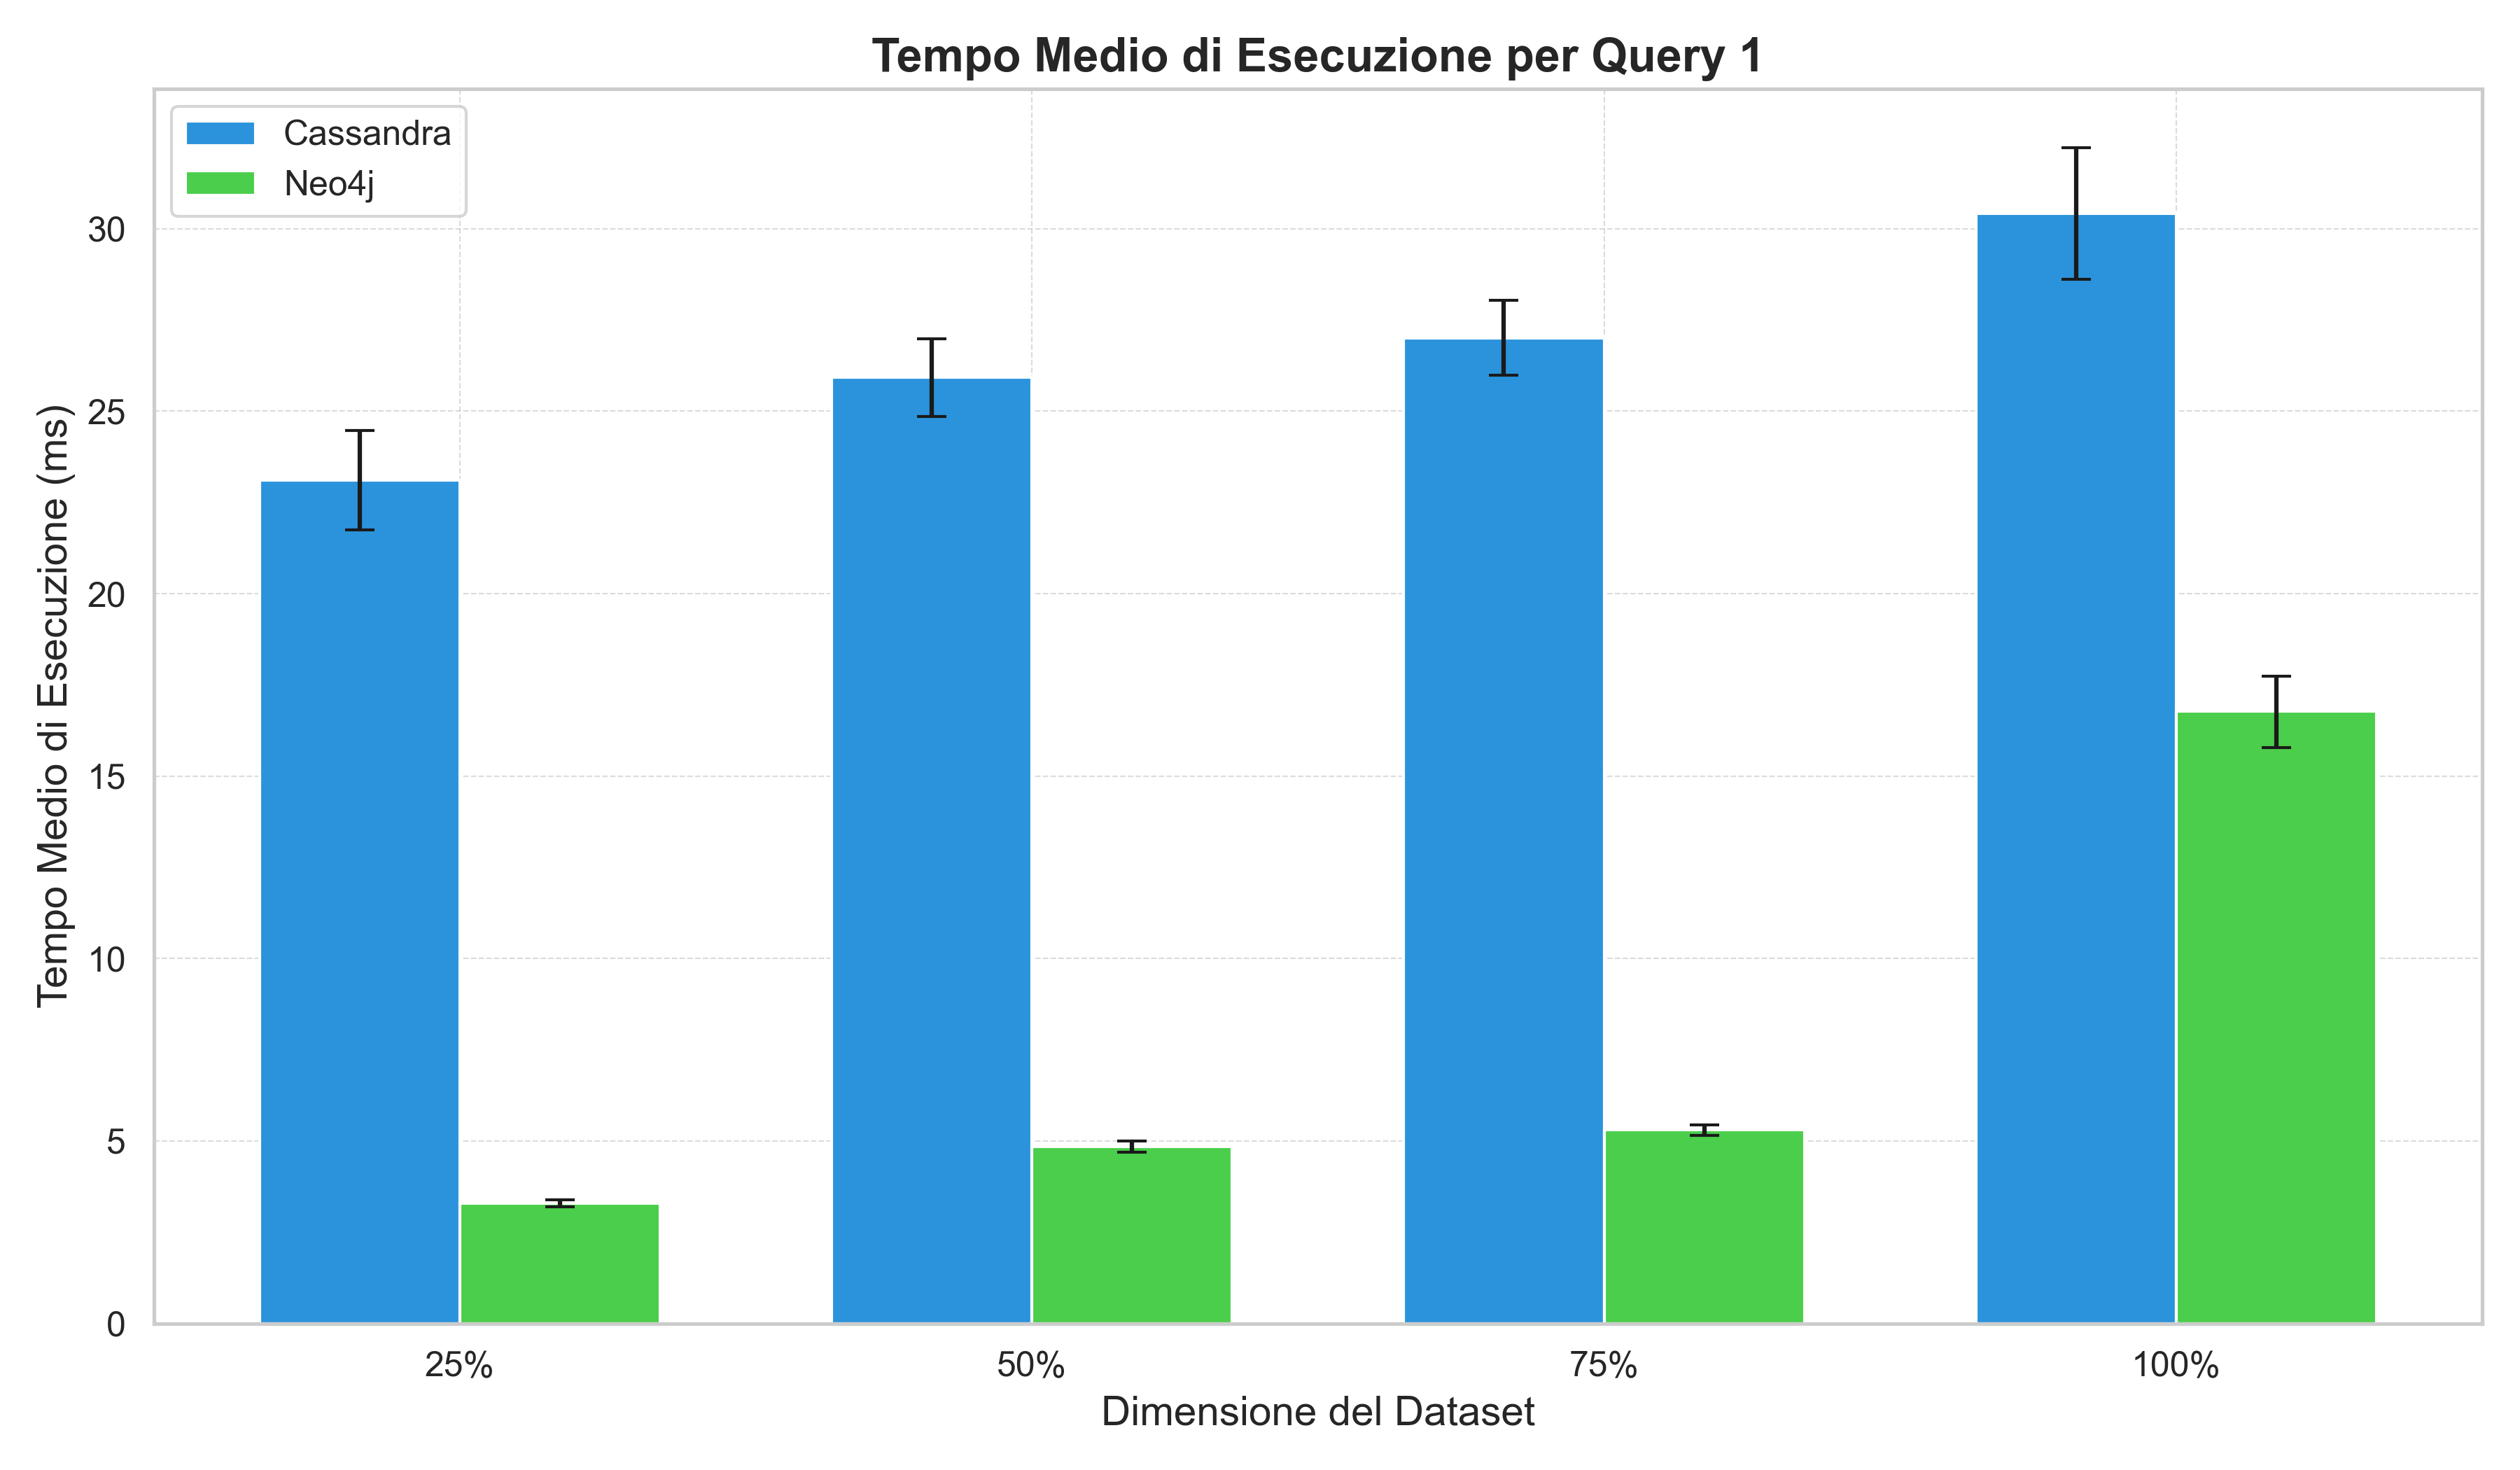 Tempo Medio di Esecuzione per Query 1
Cassandra
Neo4j
Tempo Medio di Esecuzione (ms)
30
25
20
15
10
5
0
25%
50%
75%
100%
Dimensione del Dataset